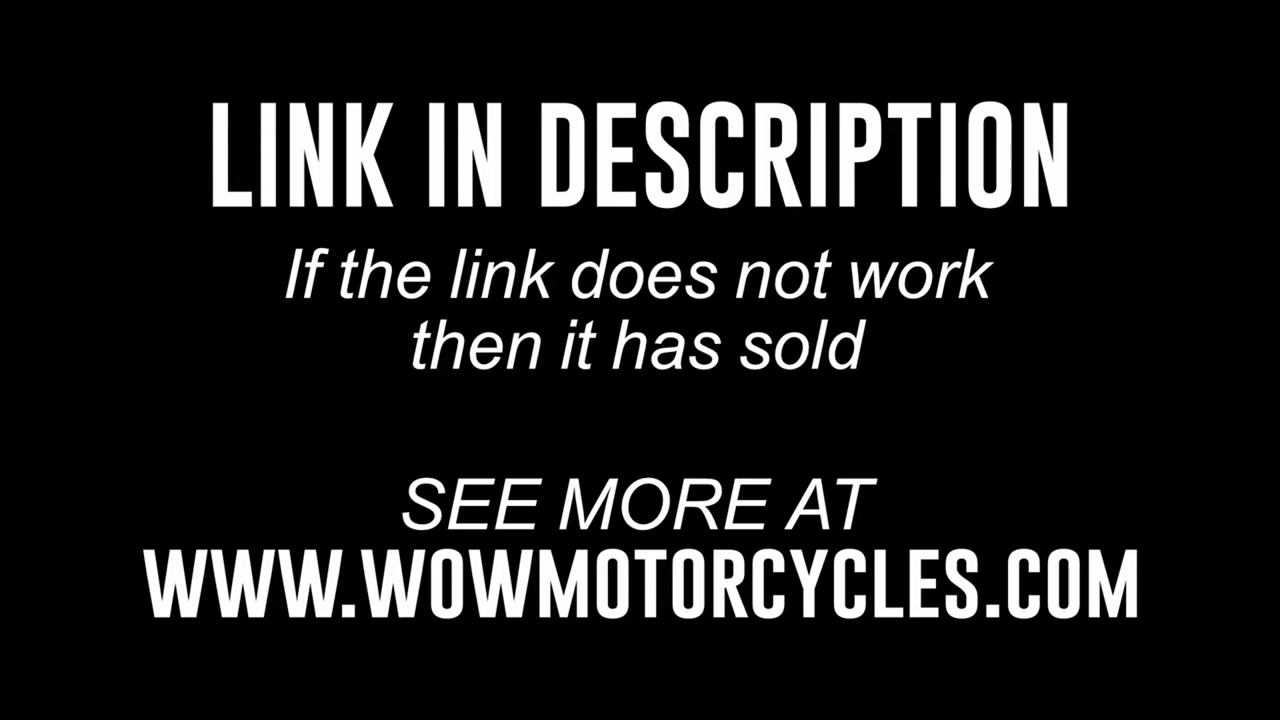 LINK IN DESCRIPTION
If the link does not work
then it has sold
SEE MORE AT
WWW.WOWMOTORCYCLES.COM